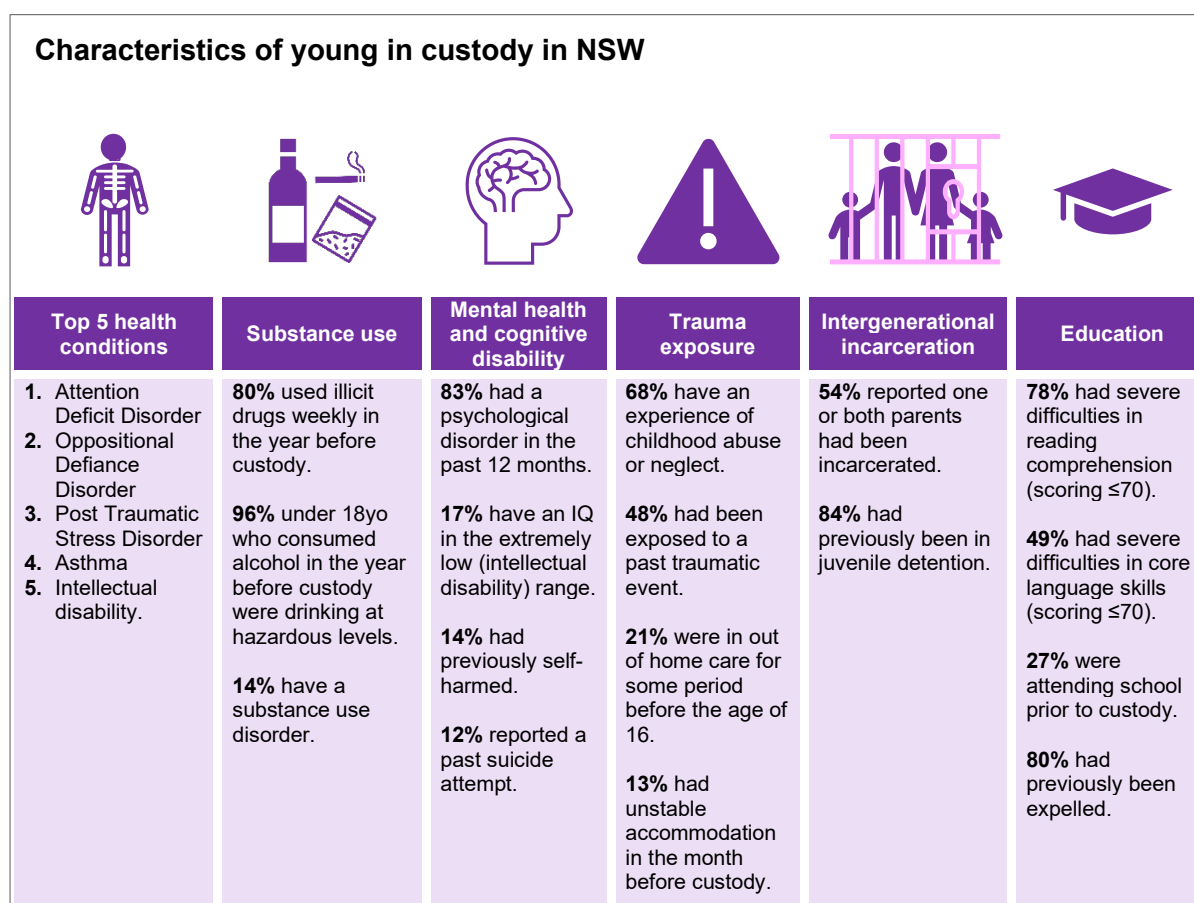 Characteristics of young in custody in NSW
Top 5 health
conditions
1. Attention
Deficit Disorder
2. Oppositional
Defiance
Disorder
3. Post Traumatic
Stress Disorder
4. Asthma
5. Intellectual
disability.
Substance use
80% used illicit
drugs weekly in
the year before
custody.
96% under 18yo
who consumed
alcohol in the year
before custody
were drinking at
hazardous levels.
14% have a
substance use
disorder.
Mental health
and cognitive
disability
83% had a
psychological
disorder in the
past 12 months.
17% have an IQ
in the extremely
low (intellectual
disability) range.
14% had
previously self-
harmed.
12% reported a
past suicide
attempt.
Trauma
exposure
68% have an
experience of
childhood abuse
or neglect.
48% had been
exposed to a
past traumatic
event.
21% were in out
of home care for
some period
before the age of
16.
13% had
unstable
accommodation
in the month
before custody.
Intergenerational
incarceration
54% reported one
or both parents
had been
incarcerated.
84% had
previously been in
juvenile detention.
Education
78% had severe
difficulties in
reading
comprehension
(scoring ≤70).
49% had severe
difficulties in core
language skills
(scoring ≤70).
27% were
attending school
prior to custody.
80% had
previously been
expelled.